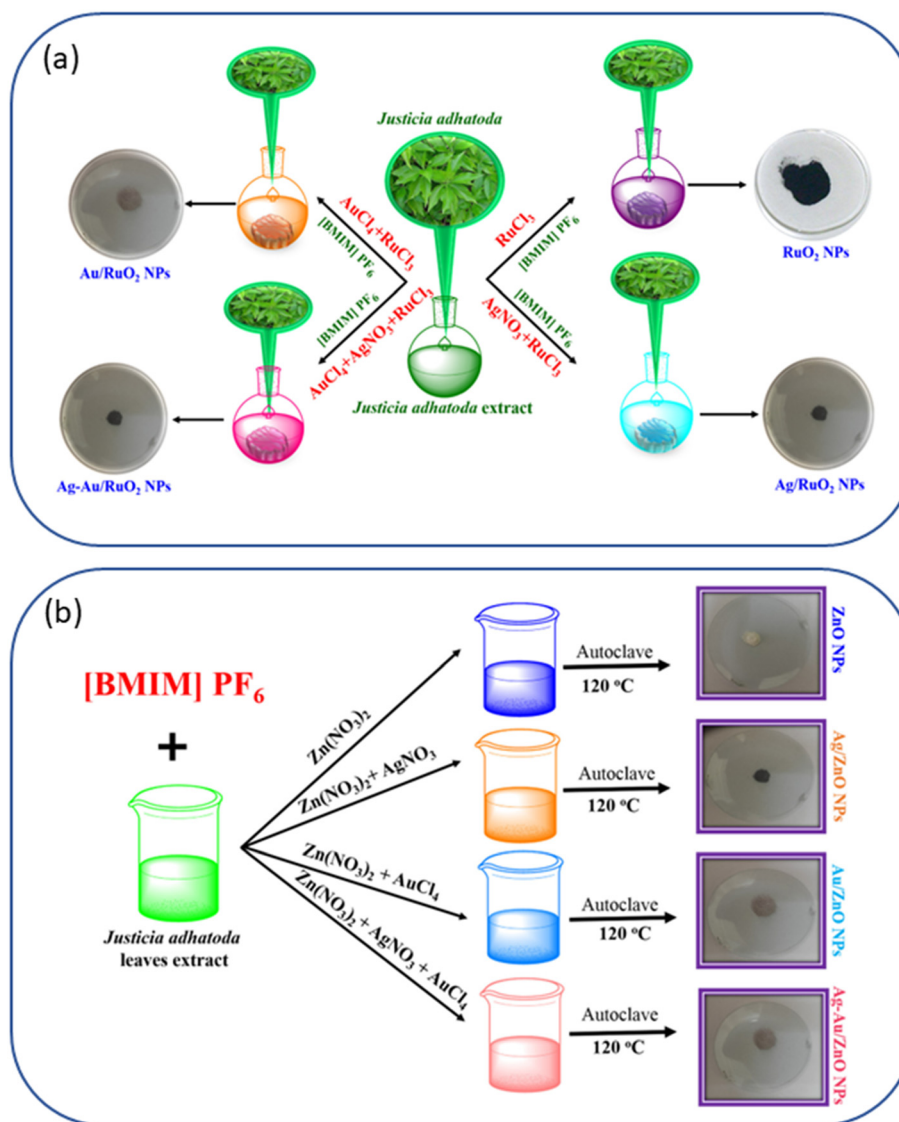 (a)
Justicia adhatoda
AuCl₄+RuCl₃
[BMIM] PF₆
RuCl₃
[BMIM] PF₆
Au/RuO₂ NPs
RuO₂ NPs
[BMIM] PF₆
AuCl₄+AgNO₃+RuCl₃
[BMIM] PF₆
AgNO₃+RuCl₃
Justicia adhatoda extract
Ag-Au/RuO₂ NPs
Ag/RuO₂ NPs
(b)
[BMIM] PF₆
+
Justicia adhatoda
leaves extract
Zn(NO₃)₂
Autoclave
120 °C
ZnO NPs
Zn(NO₃)₂+ AgNO₃
Autoclave
120 °C
Ag/ZnO NPs
Zn(NO₃)₂ + AuCl₄
Autoclave
120 °C
Au/ZnO NPs
Zn(NO₃)₂ + AgNO₃ + AuCl₄
Autoclave
120 °C
Ag-Au/ZnO NPs